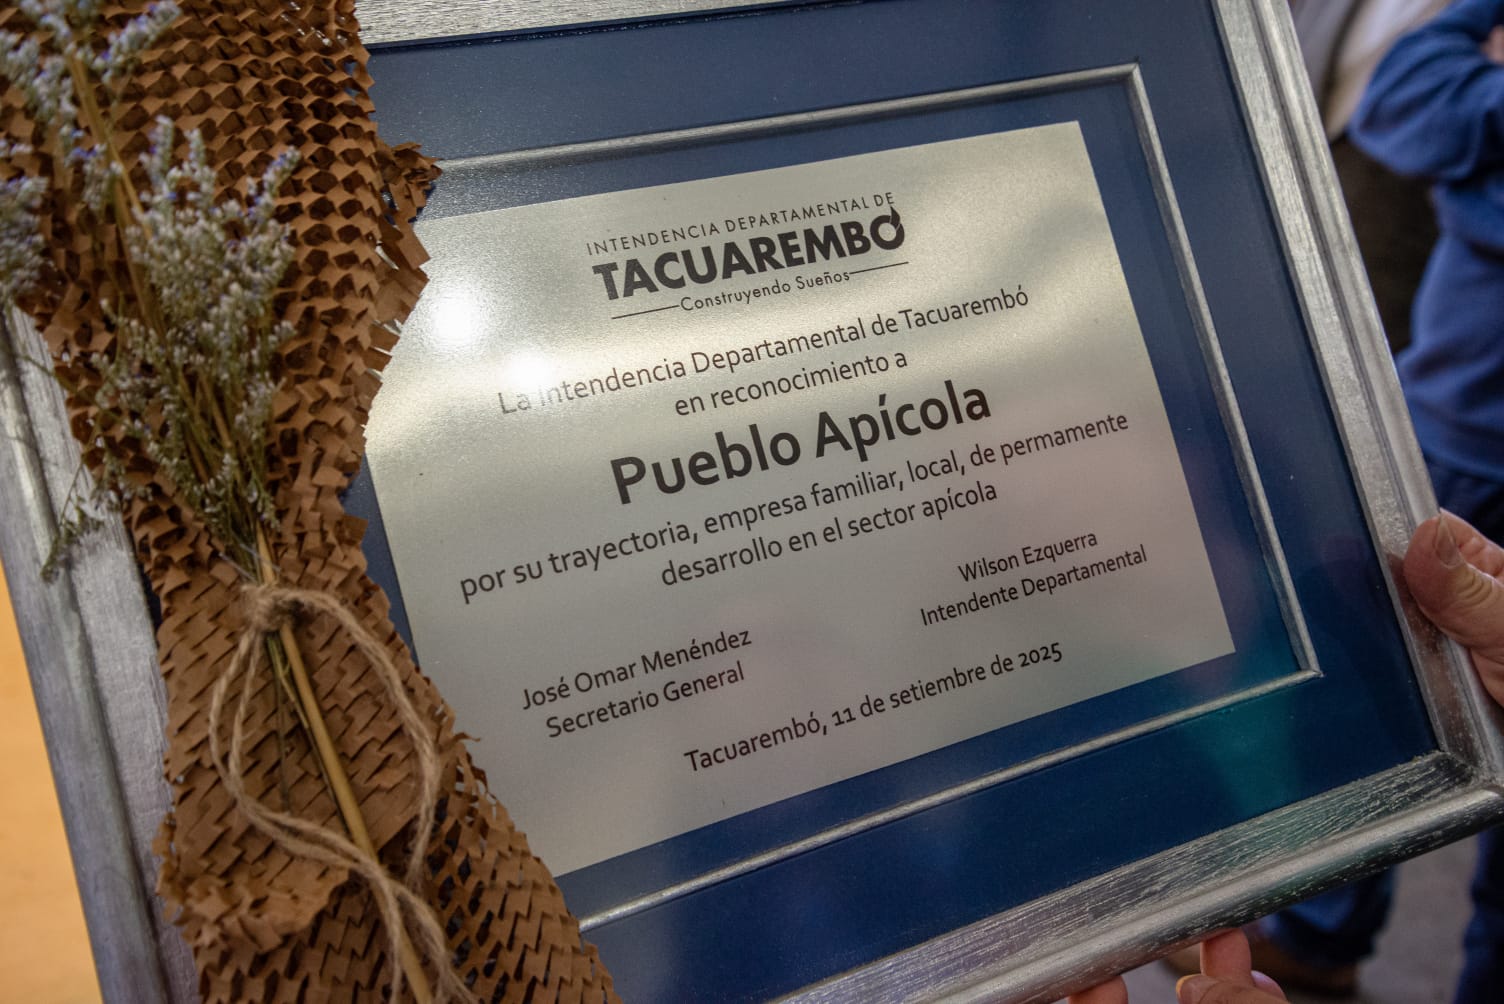 INTENDENCIA DEPARTAMENTAL DE
TACUAREMBÓ
Construyendo Sueños
La Intendencia Departamental de Tacuarembó
en reconocimiento a
Pueblo Apícola
por su trayectoria, empresa familiar, local, de permamente
desarrollo en el sector apícola
Wilson Ezquerra
Intendente Departamental
José Omar Menéndez
Secretario General
Tacuarembó, 11 de setiembre de 2025